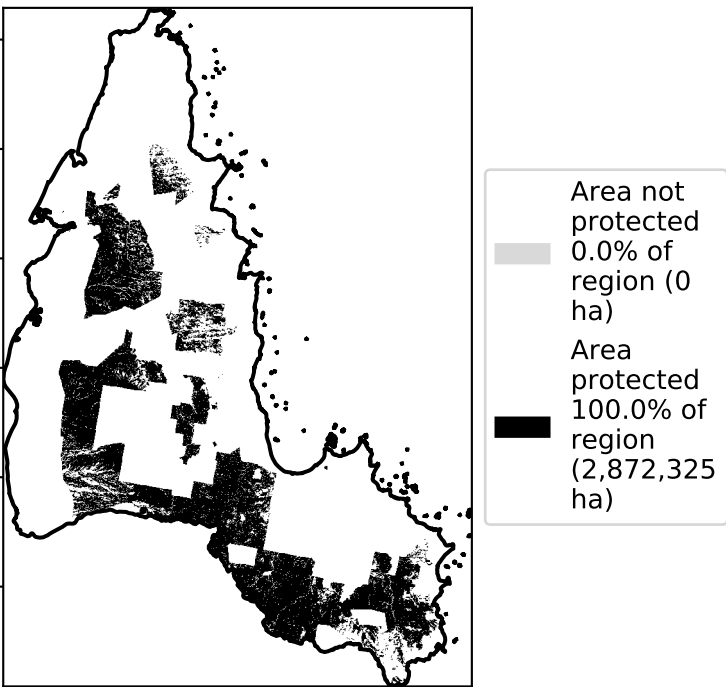 Area not
protected
0.0% of
region (0
ha)
Area
protected
100.0% of
region
(2,872,325
ha)